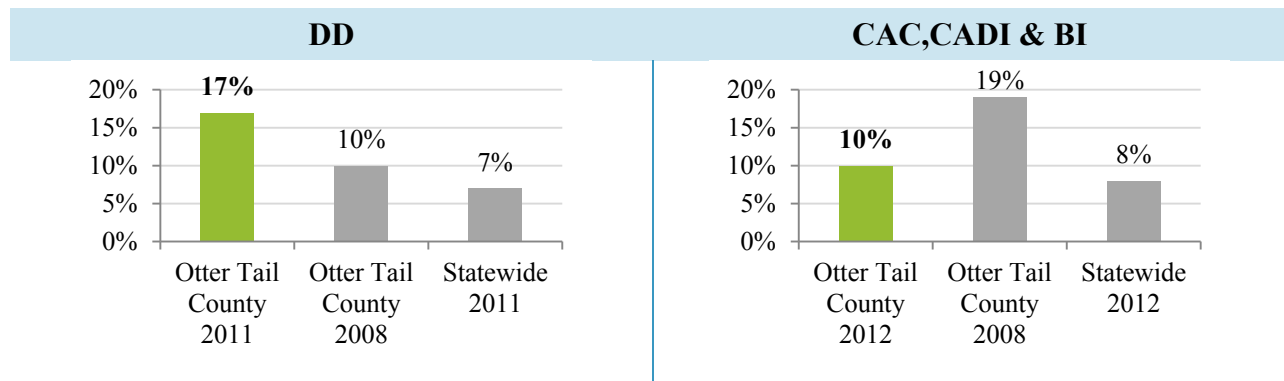 DD
17%
20%
15%
10%
5%
0%
10%
7%
Otter Tail
County
2011
Otter Tail
County
2008
Statewide
2011
CAC,CADI & BI
19%
20%
15%
10%
5%
0%
10%
8%
Otter Tail
County
2012
Otter Tail
County
2008
Statewide
2012